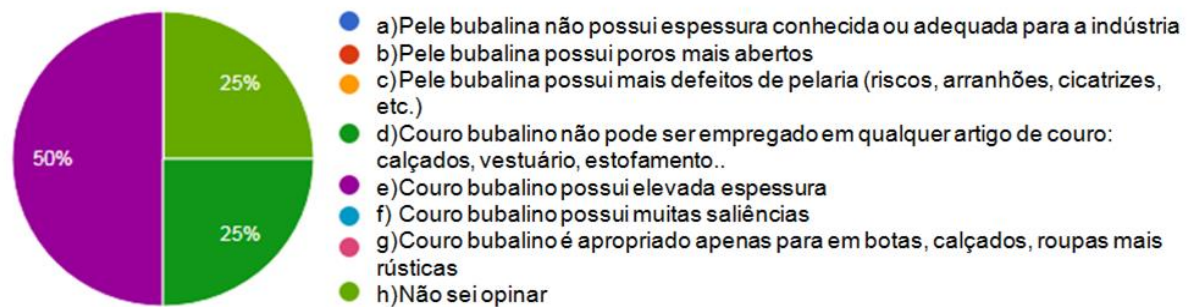 25%
50%
25%
a)Pele bubalina não possui espessura conhecida ou adequada para a indústria
b)Pele bubalina possui poros mais abertos
c)Pele bubalina possui mais defeitos de pelaria (riscos, arranhões, cicatrizes,
etc.)
d)Couro bubalino não pode ser empregado em qualquer artigo de couro:
calçados, vestuário, estofamento..
e)Couro bubalino possui elevada espessura
f) Couro bubalino possui muitas saliências
g)Couro bubalino é apropriado apenas para em botas, calçados, roupas mais
rústicas
h)Não sei opinar